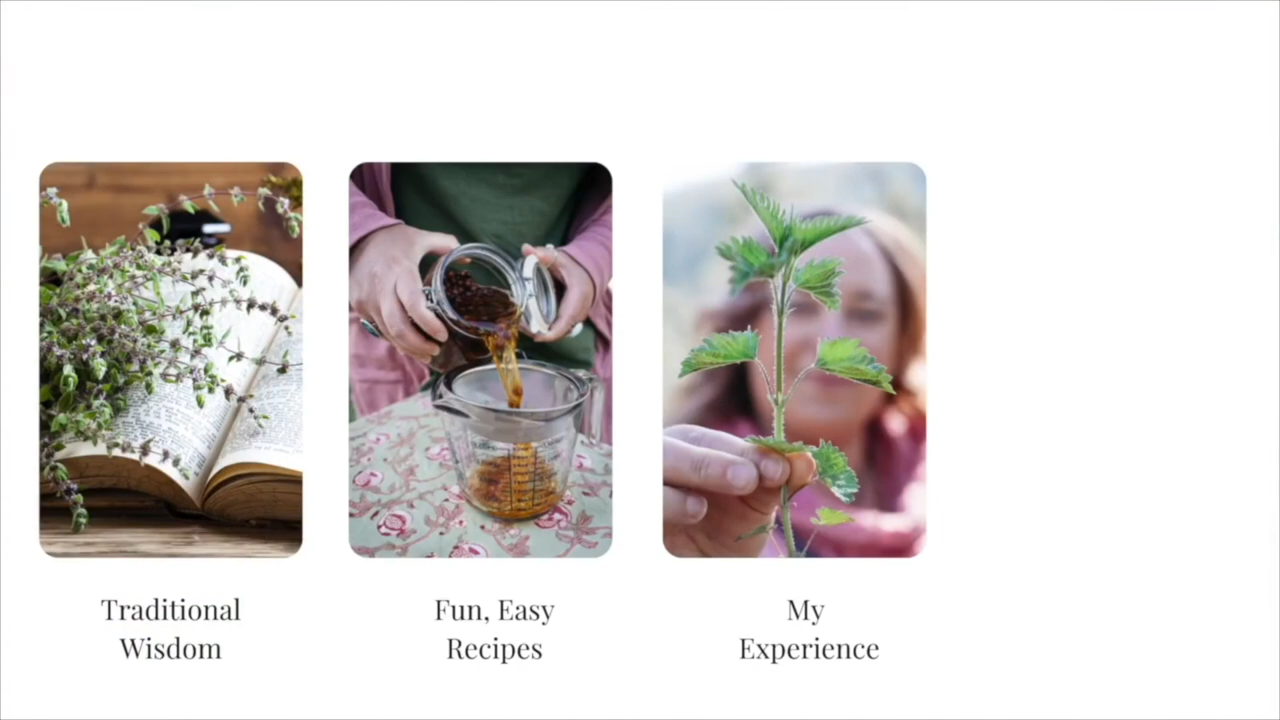 Traditional
Wisdom
Fun, Easy
Recipes
My
Experience